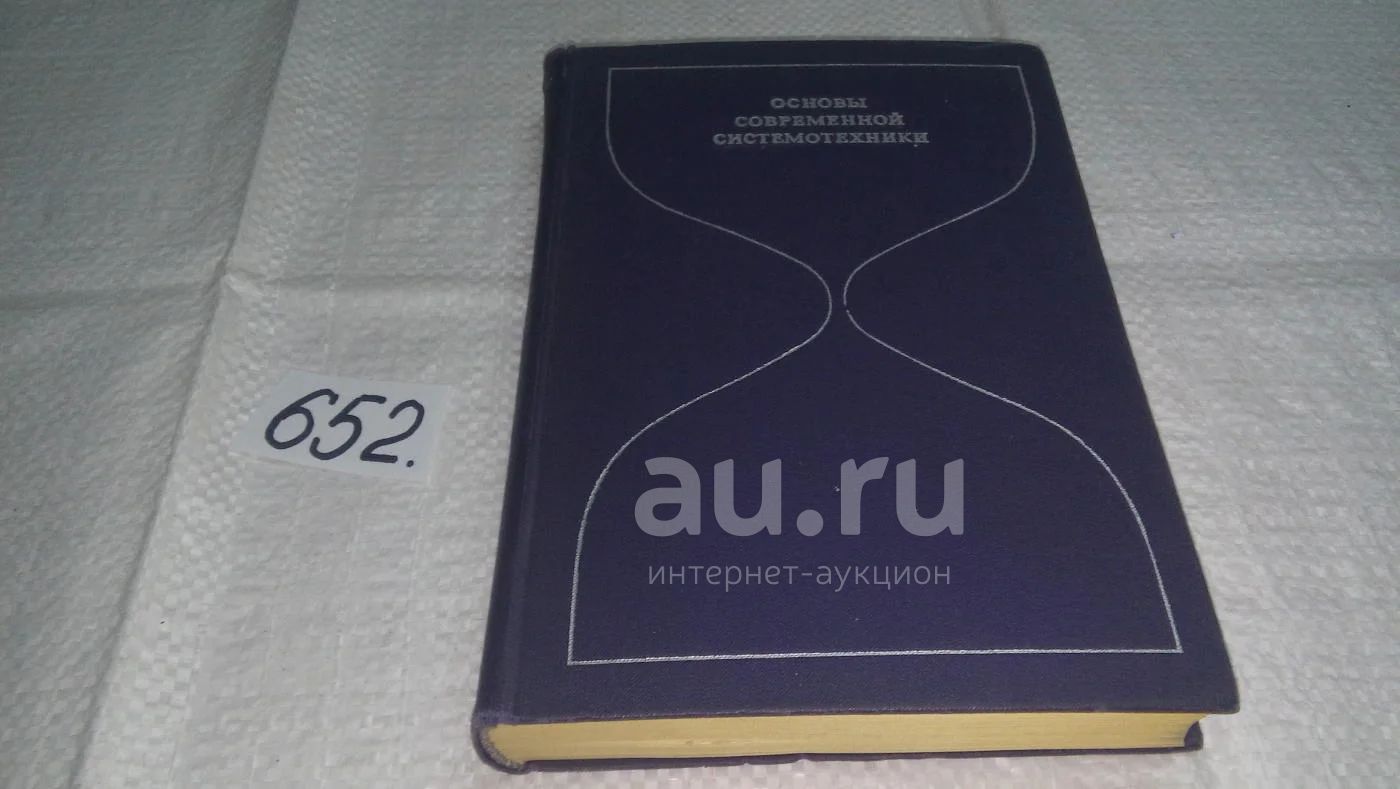 ОСНОВЫ
СОВРЕМЕННОЙ
СИСТЕМОТЕХНИКИ
652.
au.ru
интернет-аукцион